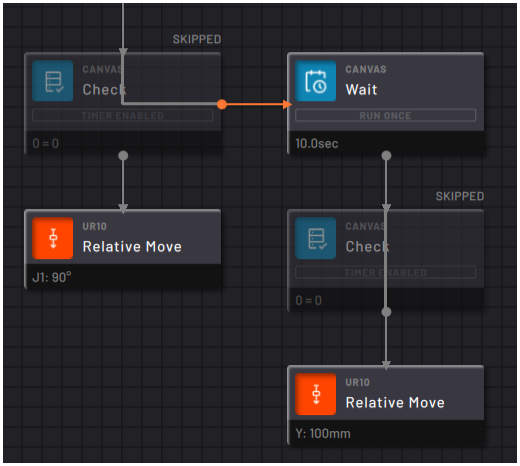 SKIPPED
CANVAS
Check
TIMER ENABLED
0 = 0
CANVAS
Wait
RUN ONCE
10.0sec
UR10
Relative Move
J1: 90°
SKIPPED
CANVAS
Check
TIMER ENABLED
0 = 0
UR10
Relative Move
Y: 100mm